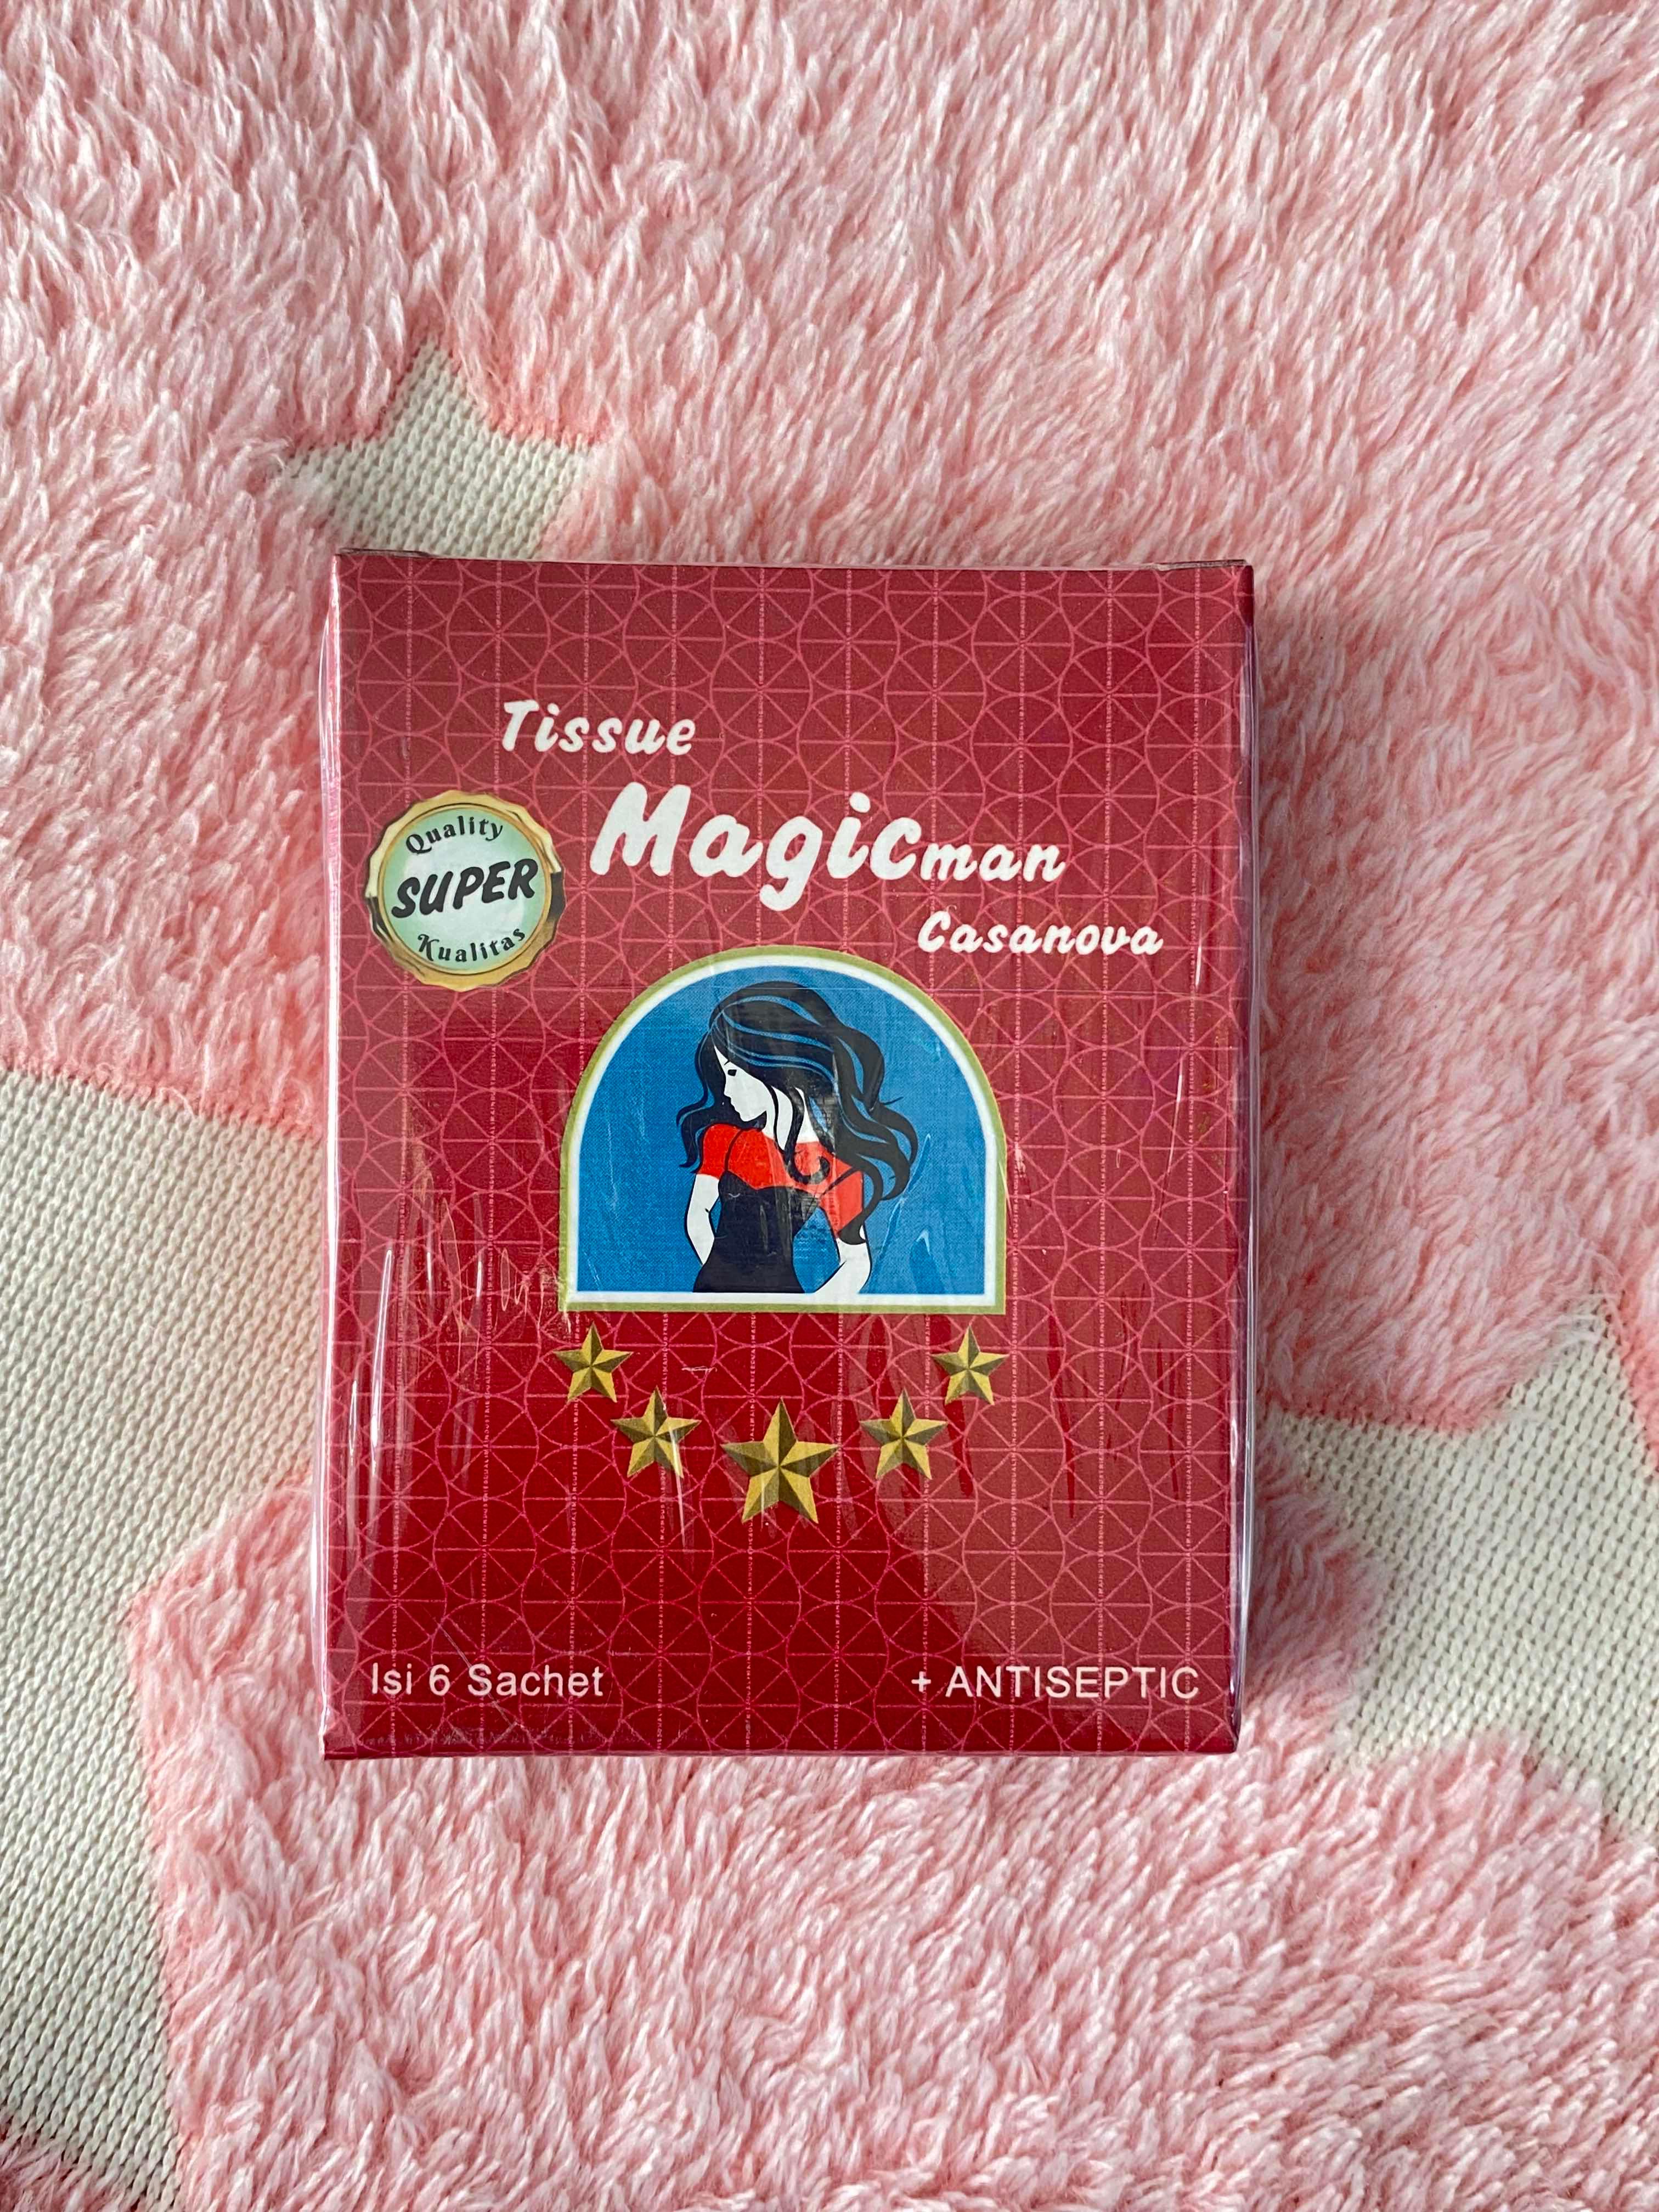 Tissue
Magicman
Casanova
Quality
SUPER
Kualitas
Isi 6 Sachet
+ ANTISEPTIC